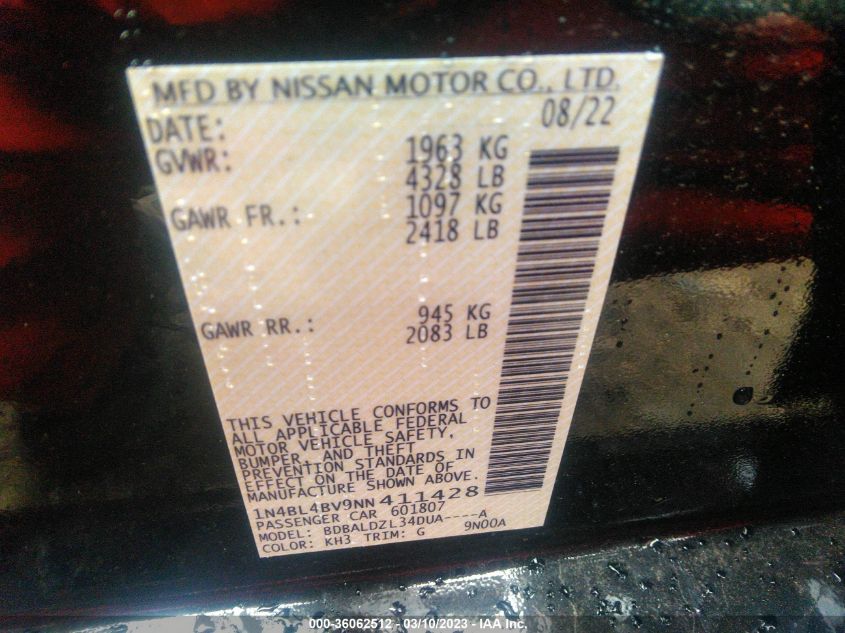 MFD BY NISSAN MOTOR CO., LTD.
DATE: 08/22
GVWR: 1963 KG
4328 LB
GAWR FR.: 1097 KG
2418 LB
GAWR RR.: 945 KG
2083 LB
THIS VEHICLE CONFORMS TO
ALL APPLICABLE FEDERAL
MOTOR VEHICLE SAFETY,
BUMPER, AND THEFT
PREVENTION STANDARDS IN
EFFECT ON THE DATE OF
MANUFACTURE SHOWN ABOVE.
1N4BL4BV9NN411428
PASSENGER CAR 601807
MODEL: BDBALDZL34DUA----A
COLOR: KH3 TRIM: G 9N00A
000-36062512 - 03/10/2023 - IAA Inc.